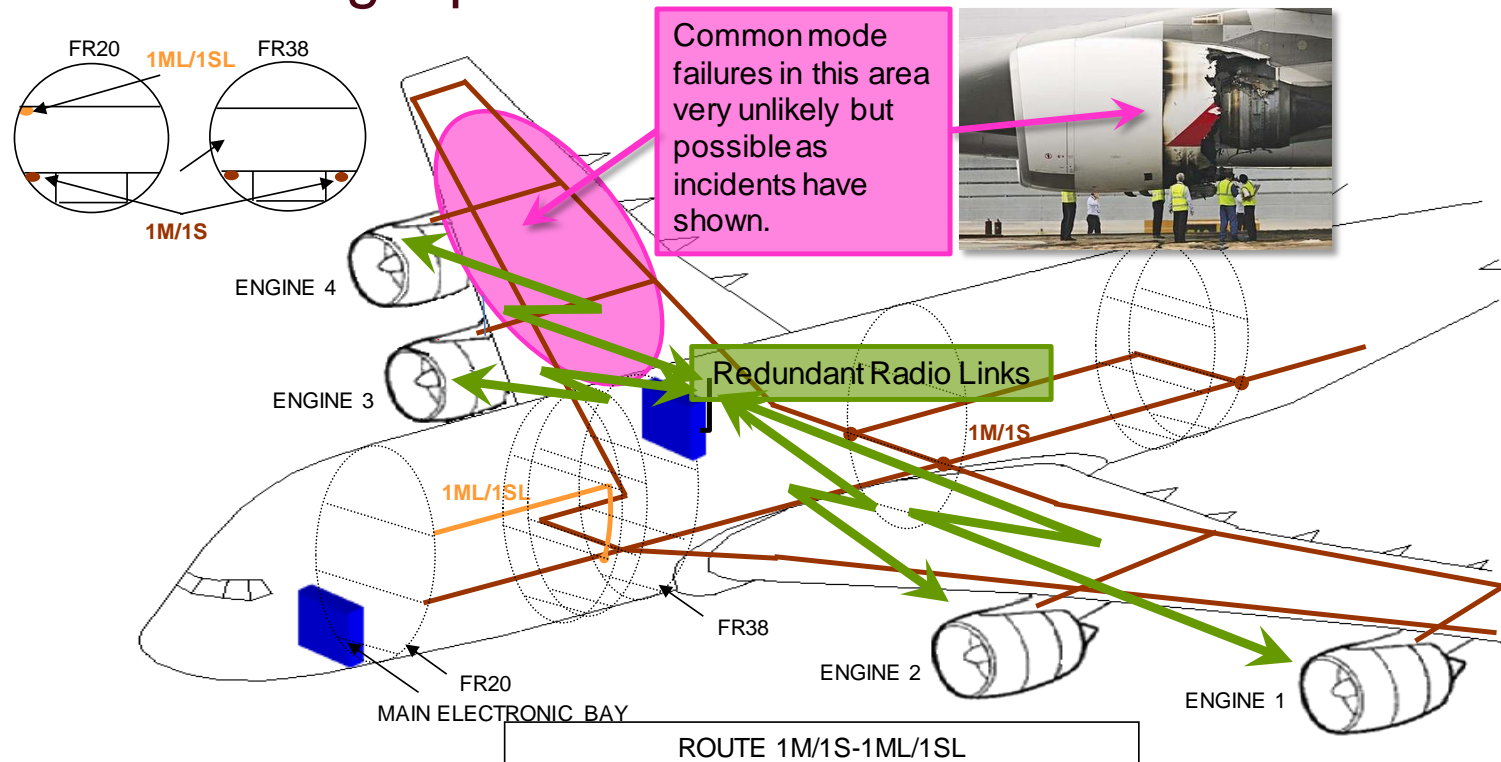 FR20
FR38
1ML/1SL
1M/1S
Common mode
failures in this area
very unlikely but
possible as
incidents have
shown.
ENGINE 4
ENGINE 3
Redundant Radio Links
1M/1S
1ML/1SL
FR38
FR20
MAIN ELECTRONIC BAY
ENGINE 2
ENGINE 1
ROUTE 1M/1S-1ML/1SL